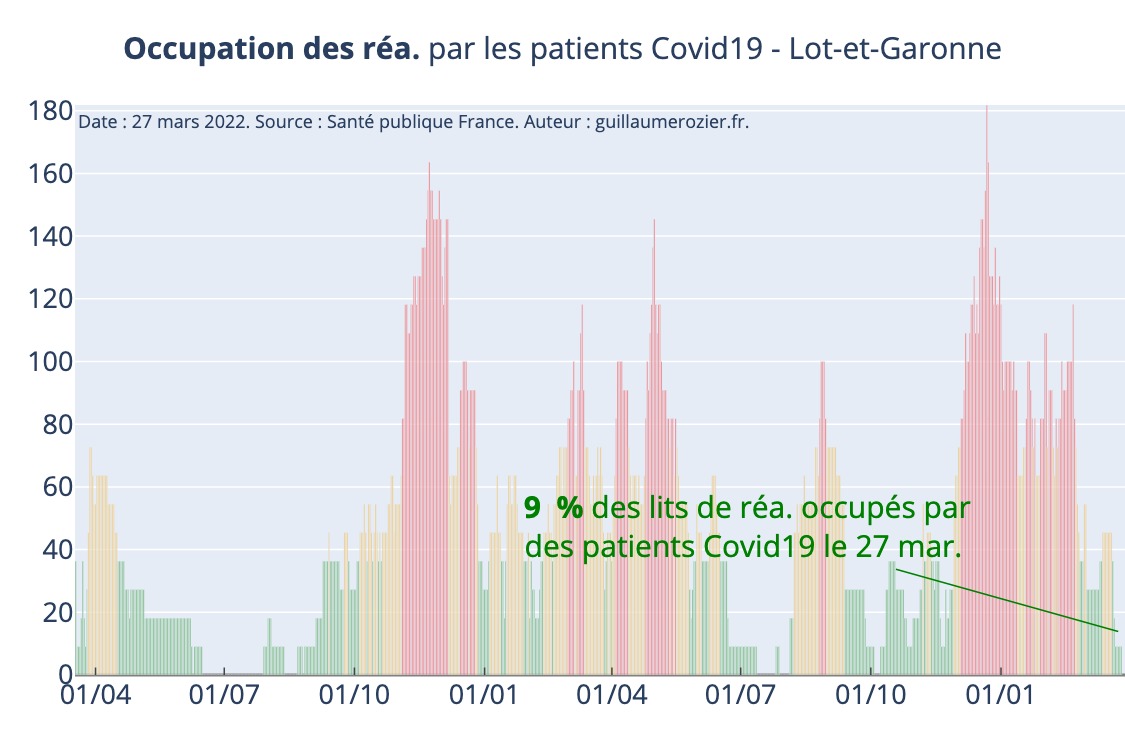 Occupation des réa. par les patients Covid19 - Lot-et-Garonne
180
Date : 27 mars 2022. Source : Santé publique France. Auteur : guillaumerozier.fr.
160
140
120
100
80
60
9 % des lits de réa. occupés par
des patients Covid19 le 27 mar.
40
20
0
01/04 01/07 01/10 01/01 01/04 01/07 01/10 01/01